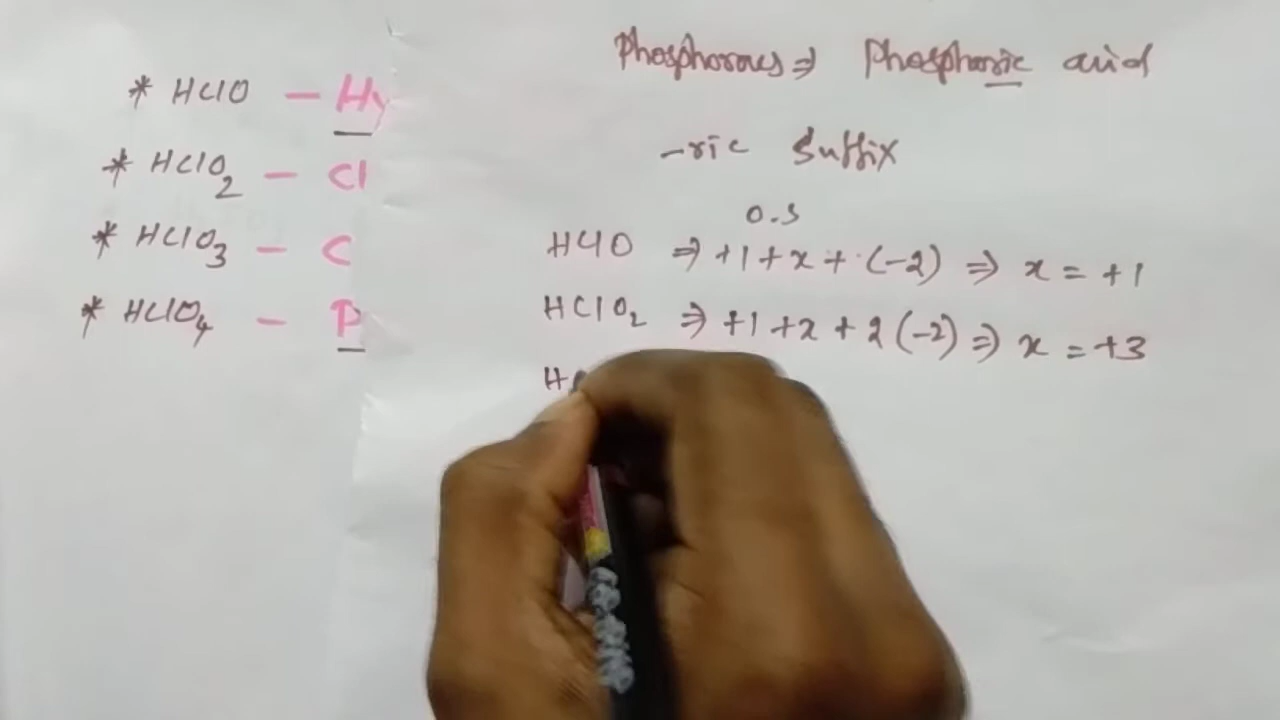 * HClO - Hy
* HClO2 - Cl
* HClO3 - C
* HClO4 - P
Phosphorous ⇒ Phosphoric acid
-ric Suffix
O.S
HClO ⇒ +1+x+(-2) ⇒ x = +1
HClO2 ⇒ +1+x+2(-2) ⇒ x = +3
H